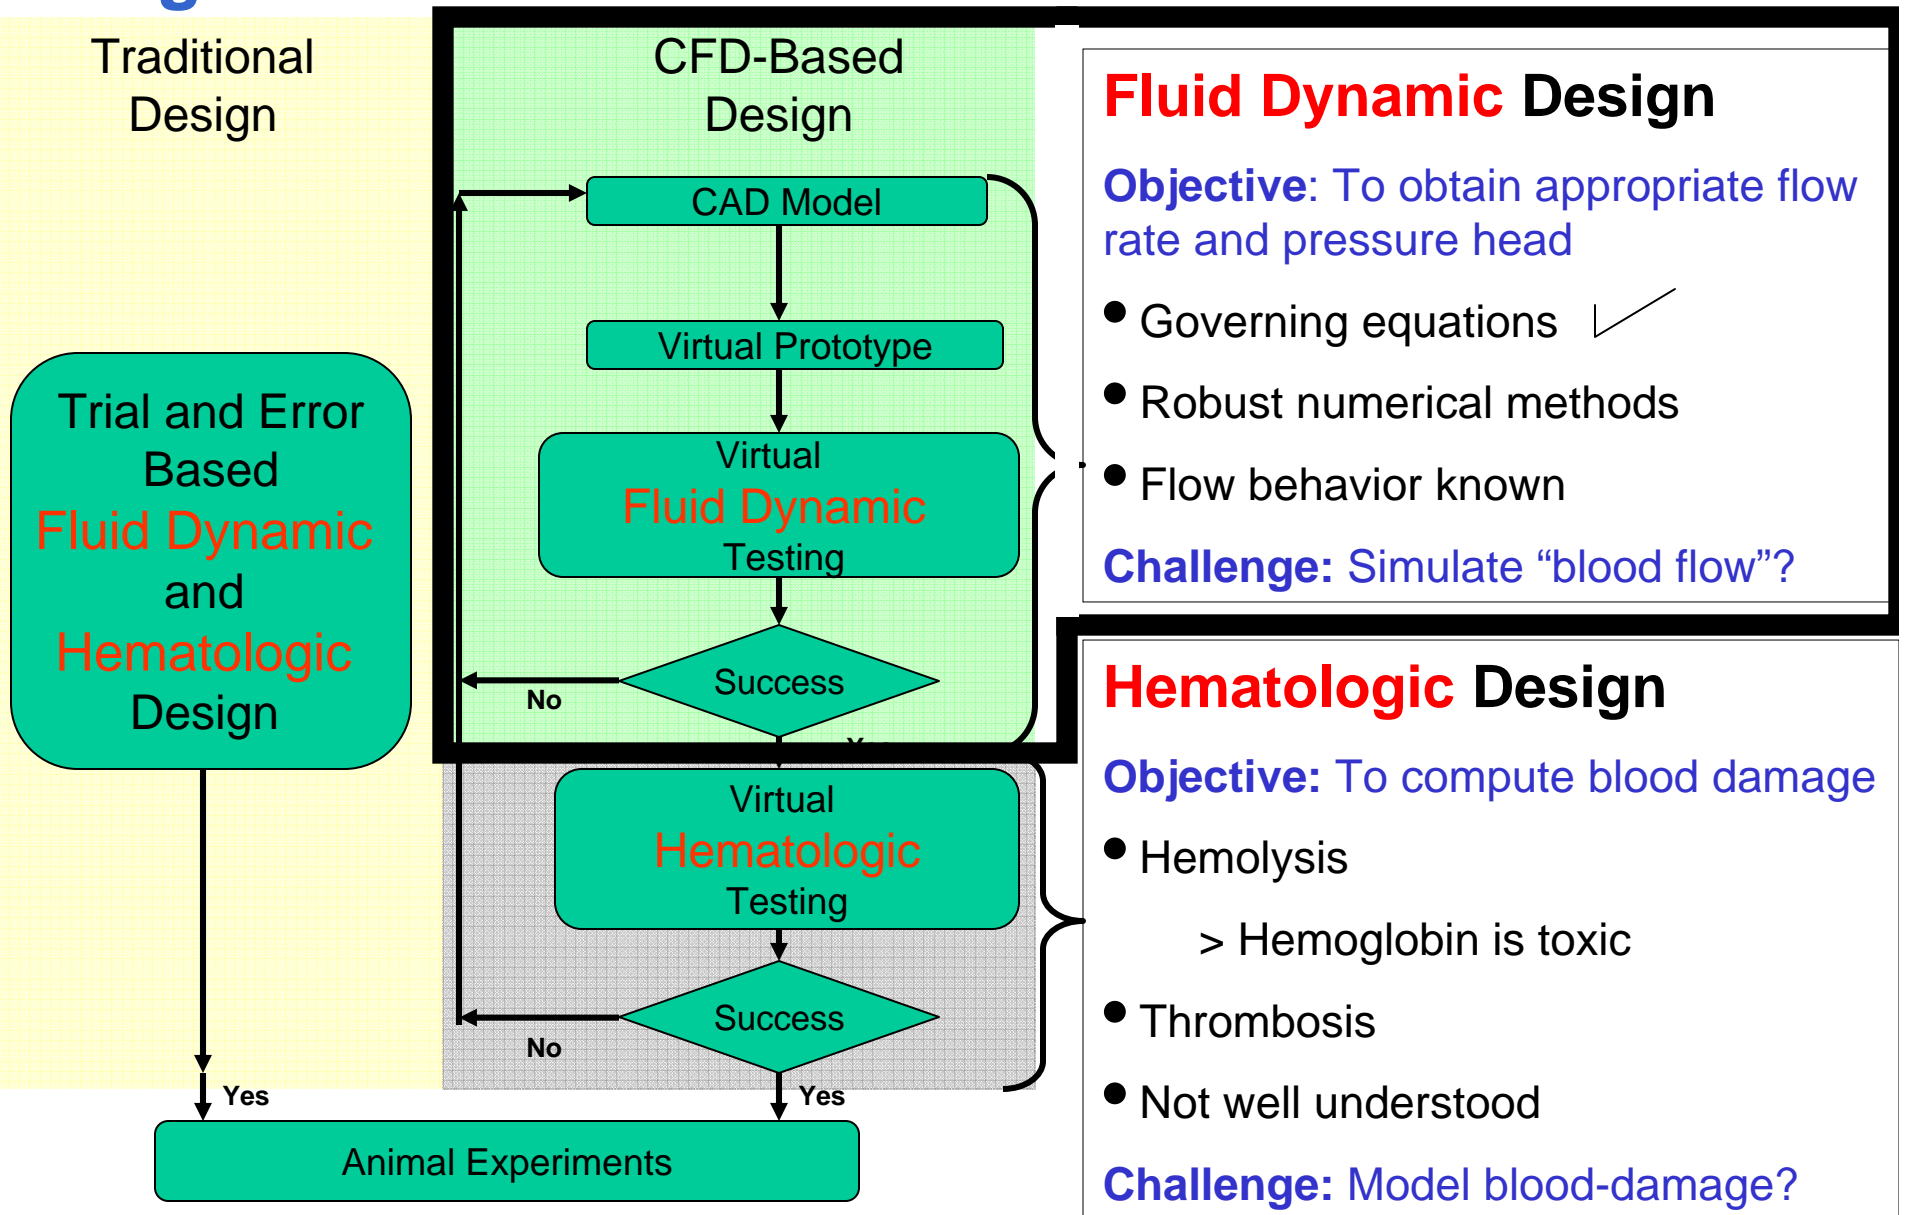 Traditional
Design
CFD-Based
Design
CAD Model
Virtual Prototype
Virtual
Fluid Dynamic
Testing
Success
No
Trial and Error
Based
Fluid Dynamic
and
Hematologic
Design
Virtual
Hematologic
Testing
Success
No
Yes
Yes
Animal Experiments
Fluid Dynamic Design
Objective: To obtain appropriate flow
rate and pressure head
• Governing equations
• Robust numerical methods
• Flow behavior known
Challenge: Simulate “blood flow”?
Hematologic Design
Objective: To compute blood damage
• Hemolysis
> Hemoglobin is toxic
• Thrombosis
• Not well understood
Challenge: Model blood-damage?